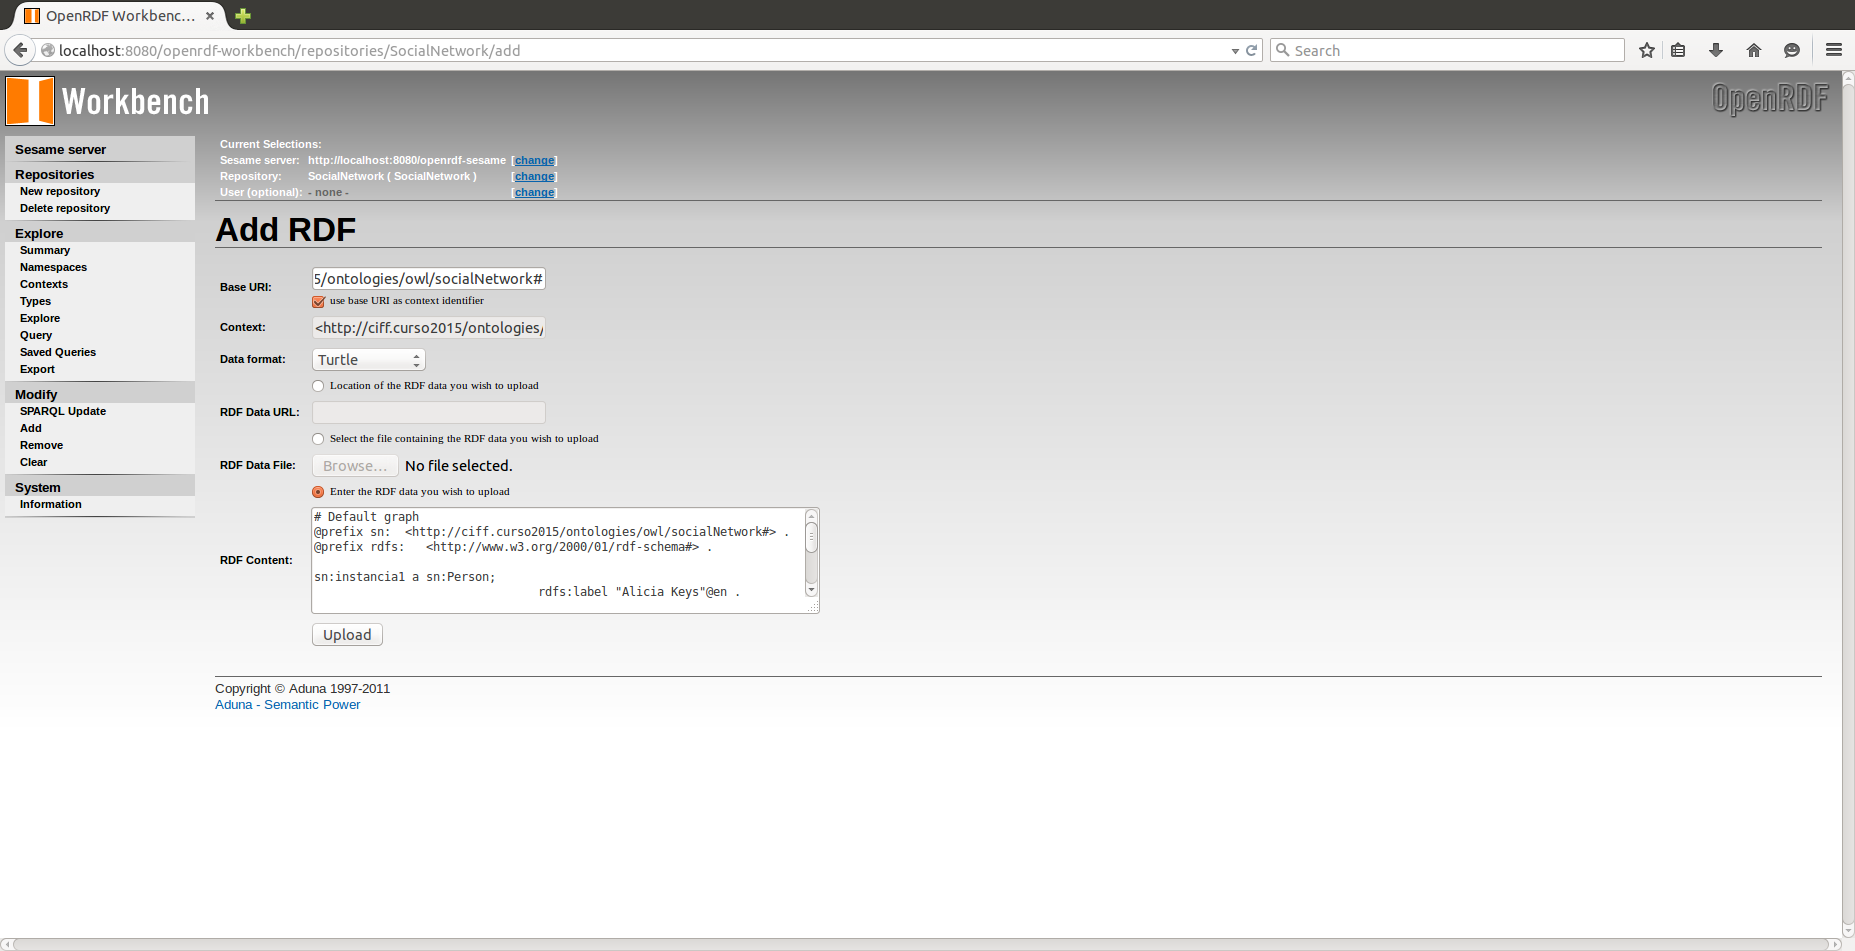 OpenRDF Workbenc... ×
localhost:8080/openrdf-workbench/repositories/SocialNetwork/add
Search
Workbench
OpenRDF
Sesame server
Repositories
New repository
Delete repository
Explore
Summary
Namespaces
Contexts
Types
Explore
Query
Saved Queries
Export
Modify
SPARQL Update
Add
Remove
Clear
System
Information
Current Selections:
Sesame server: http://localhost:8080/openrdf-sesame [change]
Repository: SocialNetwork ( SocialNetwork ) [change]
User (optional): - none - [change]
Add RDF
Base URI: 5/ontologies/owl/socialNetwork#
use base URI as context identifier
Context: <http://ciff.curso2015/ontologies/
Data format: Turtle
Location of the RDF data you wish to upload
RDF Data URL:
Select the file containing the RDF data you wish to upload
RDF Data File: Browse... No file selected.
Enter the RDF data you wish to upload
RDF Content:
# Default graph
@prefix sn:  <http://ciff.curso2015/ontologies/owl/socialNetwork#> .
@prefix rdfs:   <http://www.w3.org/2000/01/rdf-schema#> .
sn:instancia1 a sn:Person;
rdfs:label "Alicia Keys"@en .
Upload
Copyright © Aduna 1997-2011
Aduna - Semantic Power